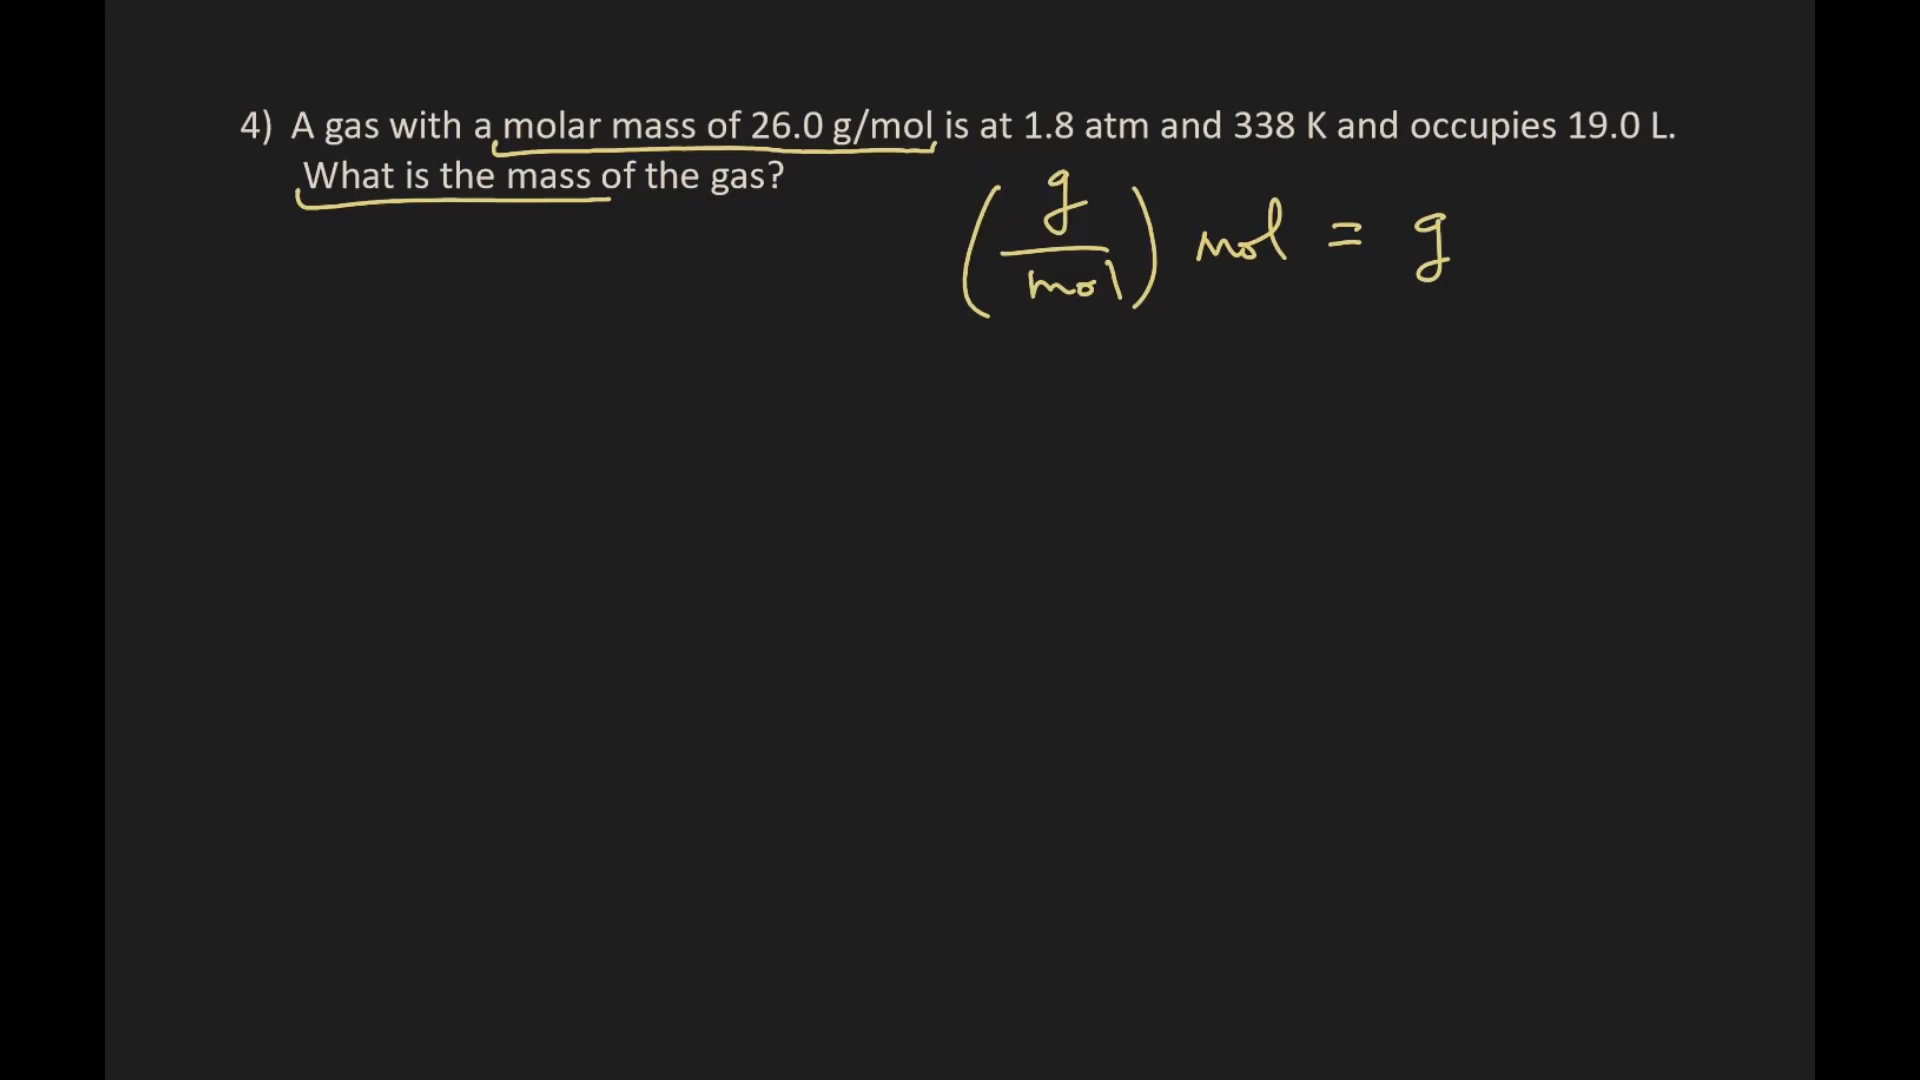 4) A gas with a molar mass of 26.0 g/mol is at 1.8 atm and 338 K and occupies 19.0 L.
What is the mass of the gas?
(g/mol) mol = g